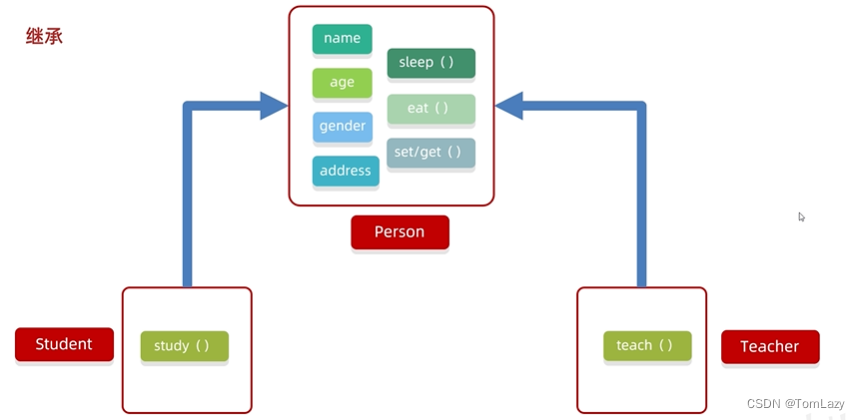 继承
name
sleep ( )
age
eat ( )
gender
set/get ( )
address
Person
Student
study ( )
teach ( )
Teacher
CSDN @TomLazy